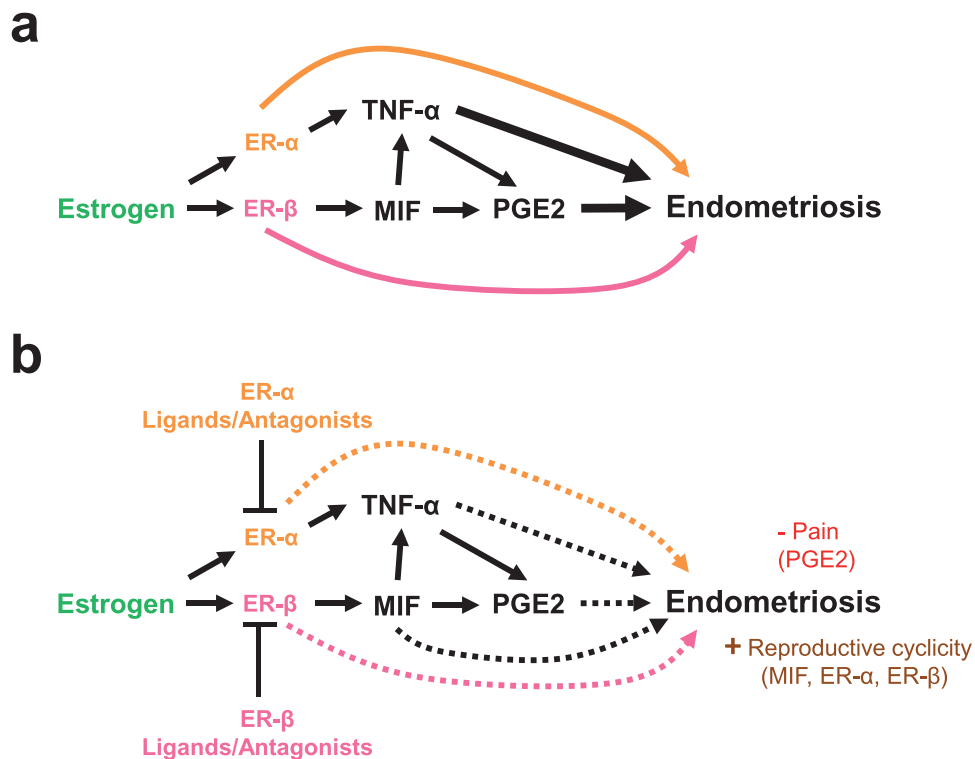 a
TNF-α
ER-α
Estrogen ER-β MIF PGE2 Endometriosis
b
ER-α
Ligands/Antagonists
TNF-α
ER-α
- Pain
(PGE2)
Estrogen ER-β MIF PGE2 Endometriosis
+ Reproductive cyclicity
(MIF, ER-α, ER-β)
ER-β
Ligands/Antagonists